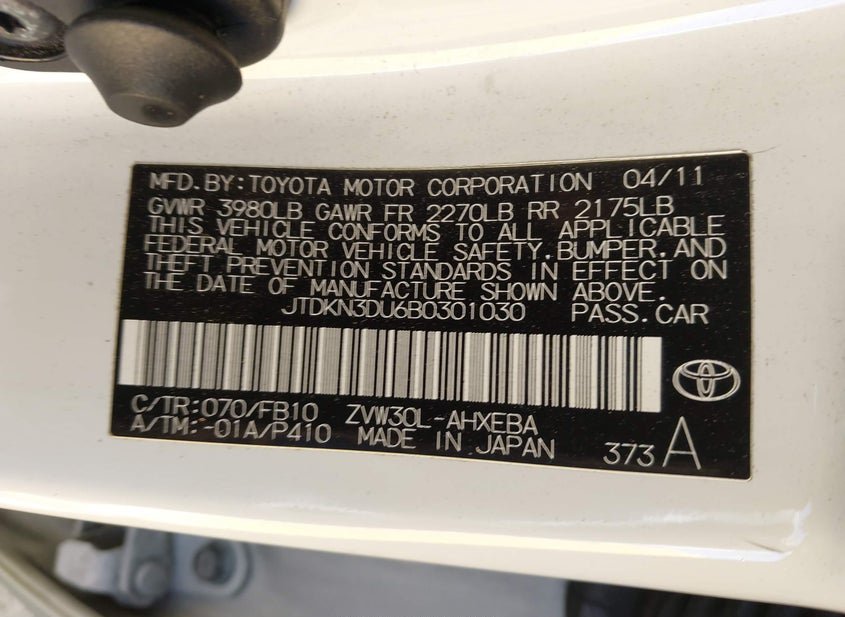 MFD.BY:TOYOTA MOTOR CORPORATION 04/11
GVWR 3980LB GAWR FR 2270LB RR 2175LB
THIS VEHICLE CONFORMS TO ALL APPLICABLE
FEDERAL MOTOR VEHICLE SAFETY,BUMPER,AND
THEFT PREVENTION STANDARDS IN EFFECT ON
THE DATE OF MANUFACTURE SHOWN ABOVE.
JTDKN3DU6B0301030 PASS.CAR
C/TR:070/FB10 ZVW30L-AHXEBA
A/TM:-01A/P410 MADE IN JAPAN 373 A